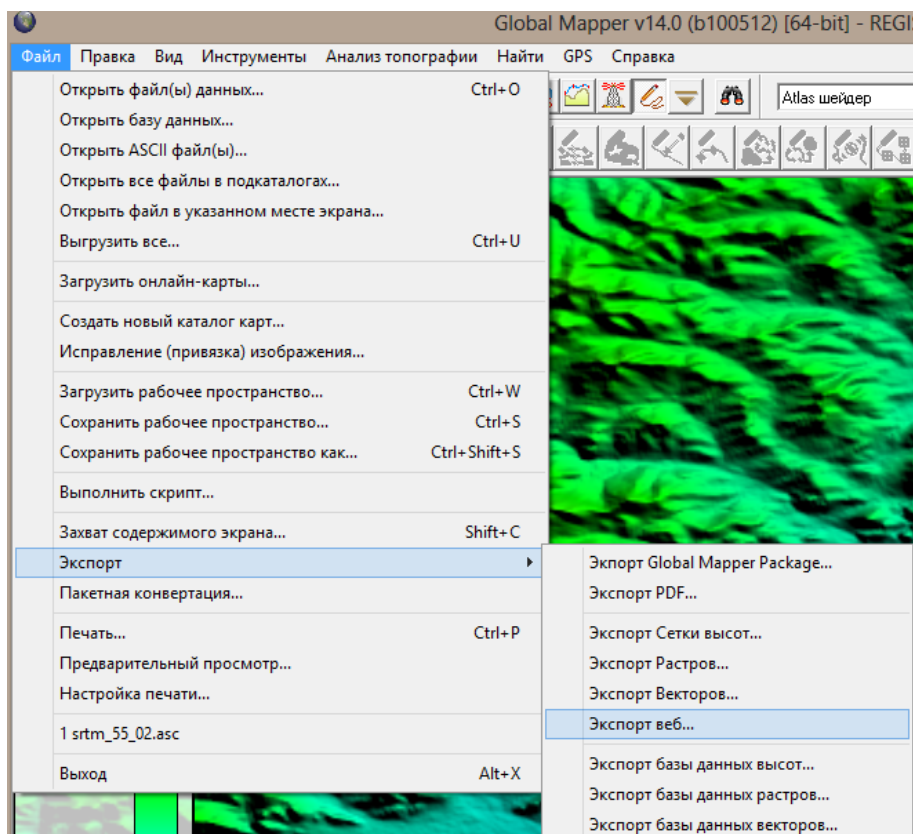 Global Mapper v14.0 (b100512) [64-bit] - REGIS
Файл Правка Вид Инструменты Анализ топографии Найти GPS Справка
Открыть файл(ы) данных... Ctrl+O
Atlas шейдер
Открыть базу данных...
Открыть ASCII файл(ы)...
Открыть все файлы в подкаталогах...
Открыть файл в указанном месте экрана...
Выгрузить все... Ctrl+U
Загрузить онлайн-карты...
Создать новый каталог карт...
Исправление (привязка) изображения...
Загрузить рабочее пространство... Ctrl+W
Сохранить рабочее пространство... Ctrl+S
Сохранить рабочее пространство как... Ctrl+Shift+S
Выполнить скрипт...
Захват содержимого экрана... Shift+C
Экспорт
Пакетная конвертация...
Печать... Ctrl+P
Предварительный просмотр...
Настройка печати...
1 srtm_55_02.asc
Выход Alt+X
Экпорт Global Mapper Package...
Экспорт PDF...
Экспорт Сетки высот...
Экспорт Растров...
Экспорт Векторов...
Экспорт веб...
Экспорт базы данных высот...
Экспорт базы данных растров...
Экспорт базы данных векторов...